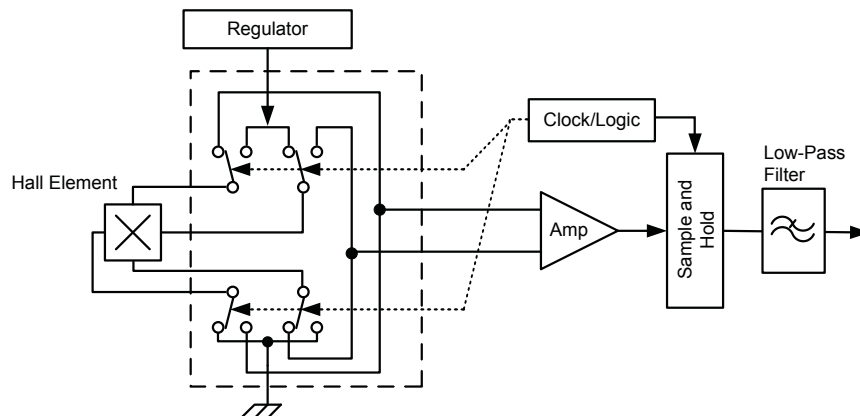 Regulator
Clock/Logic
Hall Element
Amp
Sample and
Hold
Low-Pass
Filter